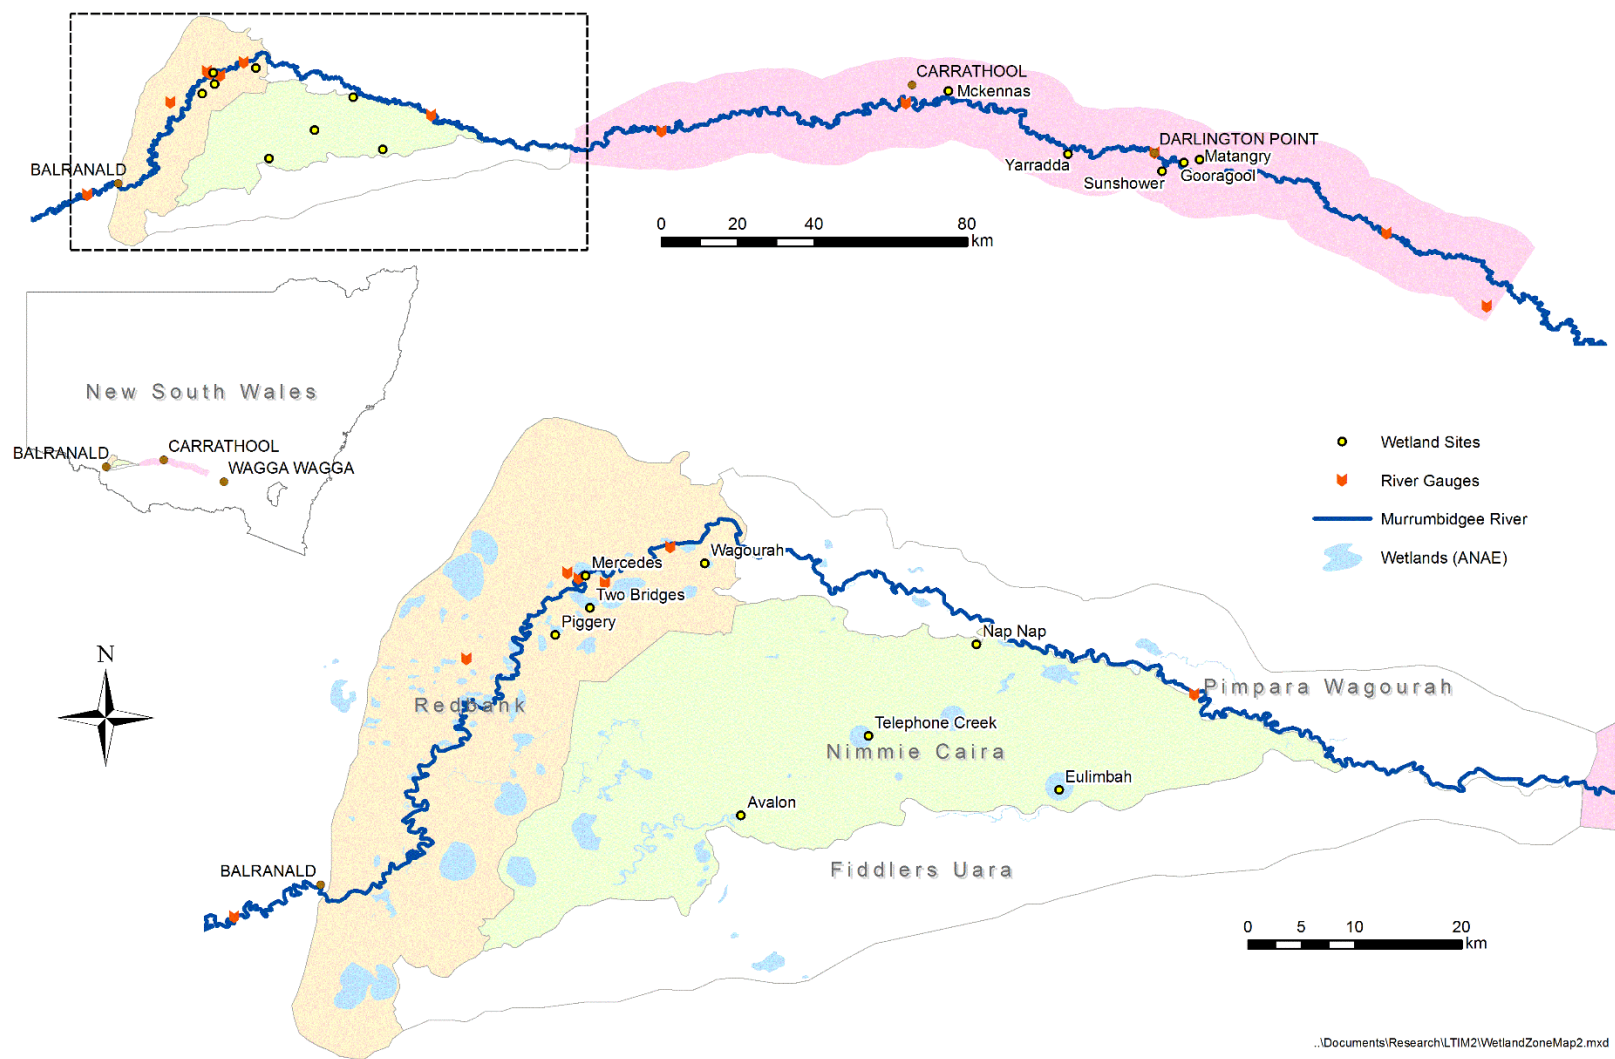 CARRATHOOL
Mckennas
DARLINGTON POINT
Matangry
Yarradda
Gooragool
Sunshower
BALRANALD
0 20 40 80
km
New South Wales
CARRATHOOL
BALRANALD
WAGGA WAGGA
Wetland Sites
River Gauges
Murrumbidgee River
Wetlands (ANAE)
Wagourah
Mercedes
Two Bridges
Piggery
Nap Nap
N
Redbank
Pimpara Wagourah
Telephone Creek
Nimmie Caira
Eulimbah
Avalon
BALRANALD
Fiddlers Uara
0 5 10 20
km
..\Documents\Research\LTIM2\WetlandZoneMap2.mxd